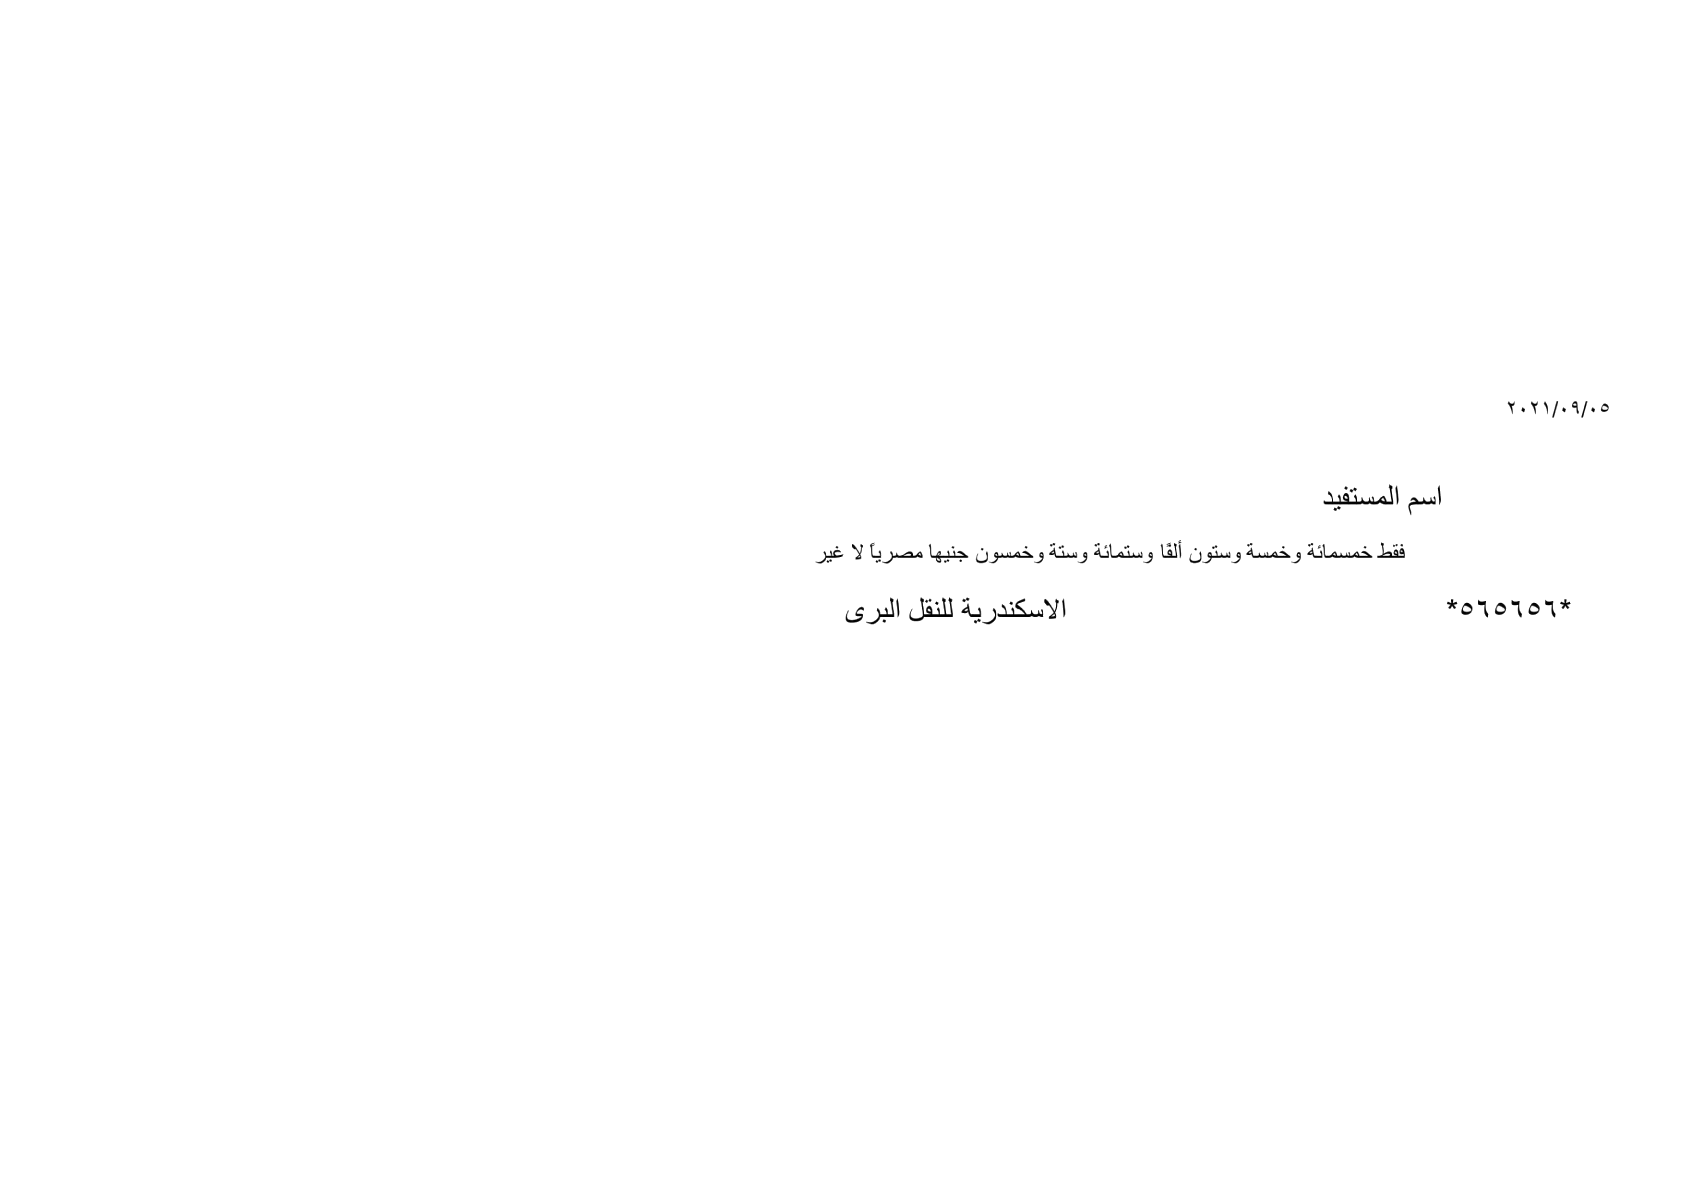 ٢٠٢١/٠٩/٠٥
اسم المستفيد
فقط خمسمائة وخمسة وستون ألفًا وستمائة وستة وخمسون جنيها مصرياً لا غير
*٥٦٥٦٥٦* الاسكندرية للنقل البرى